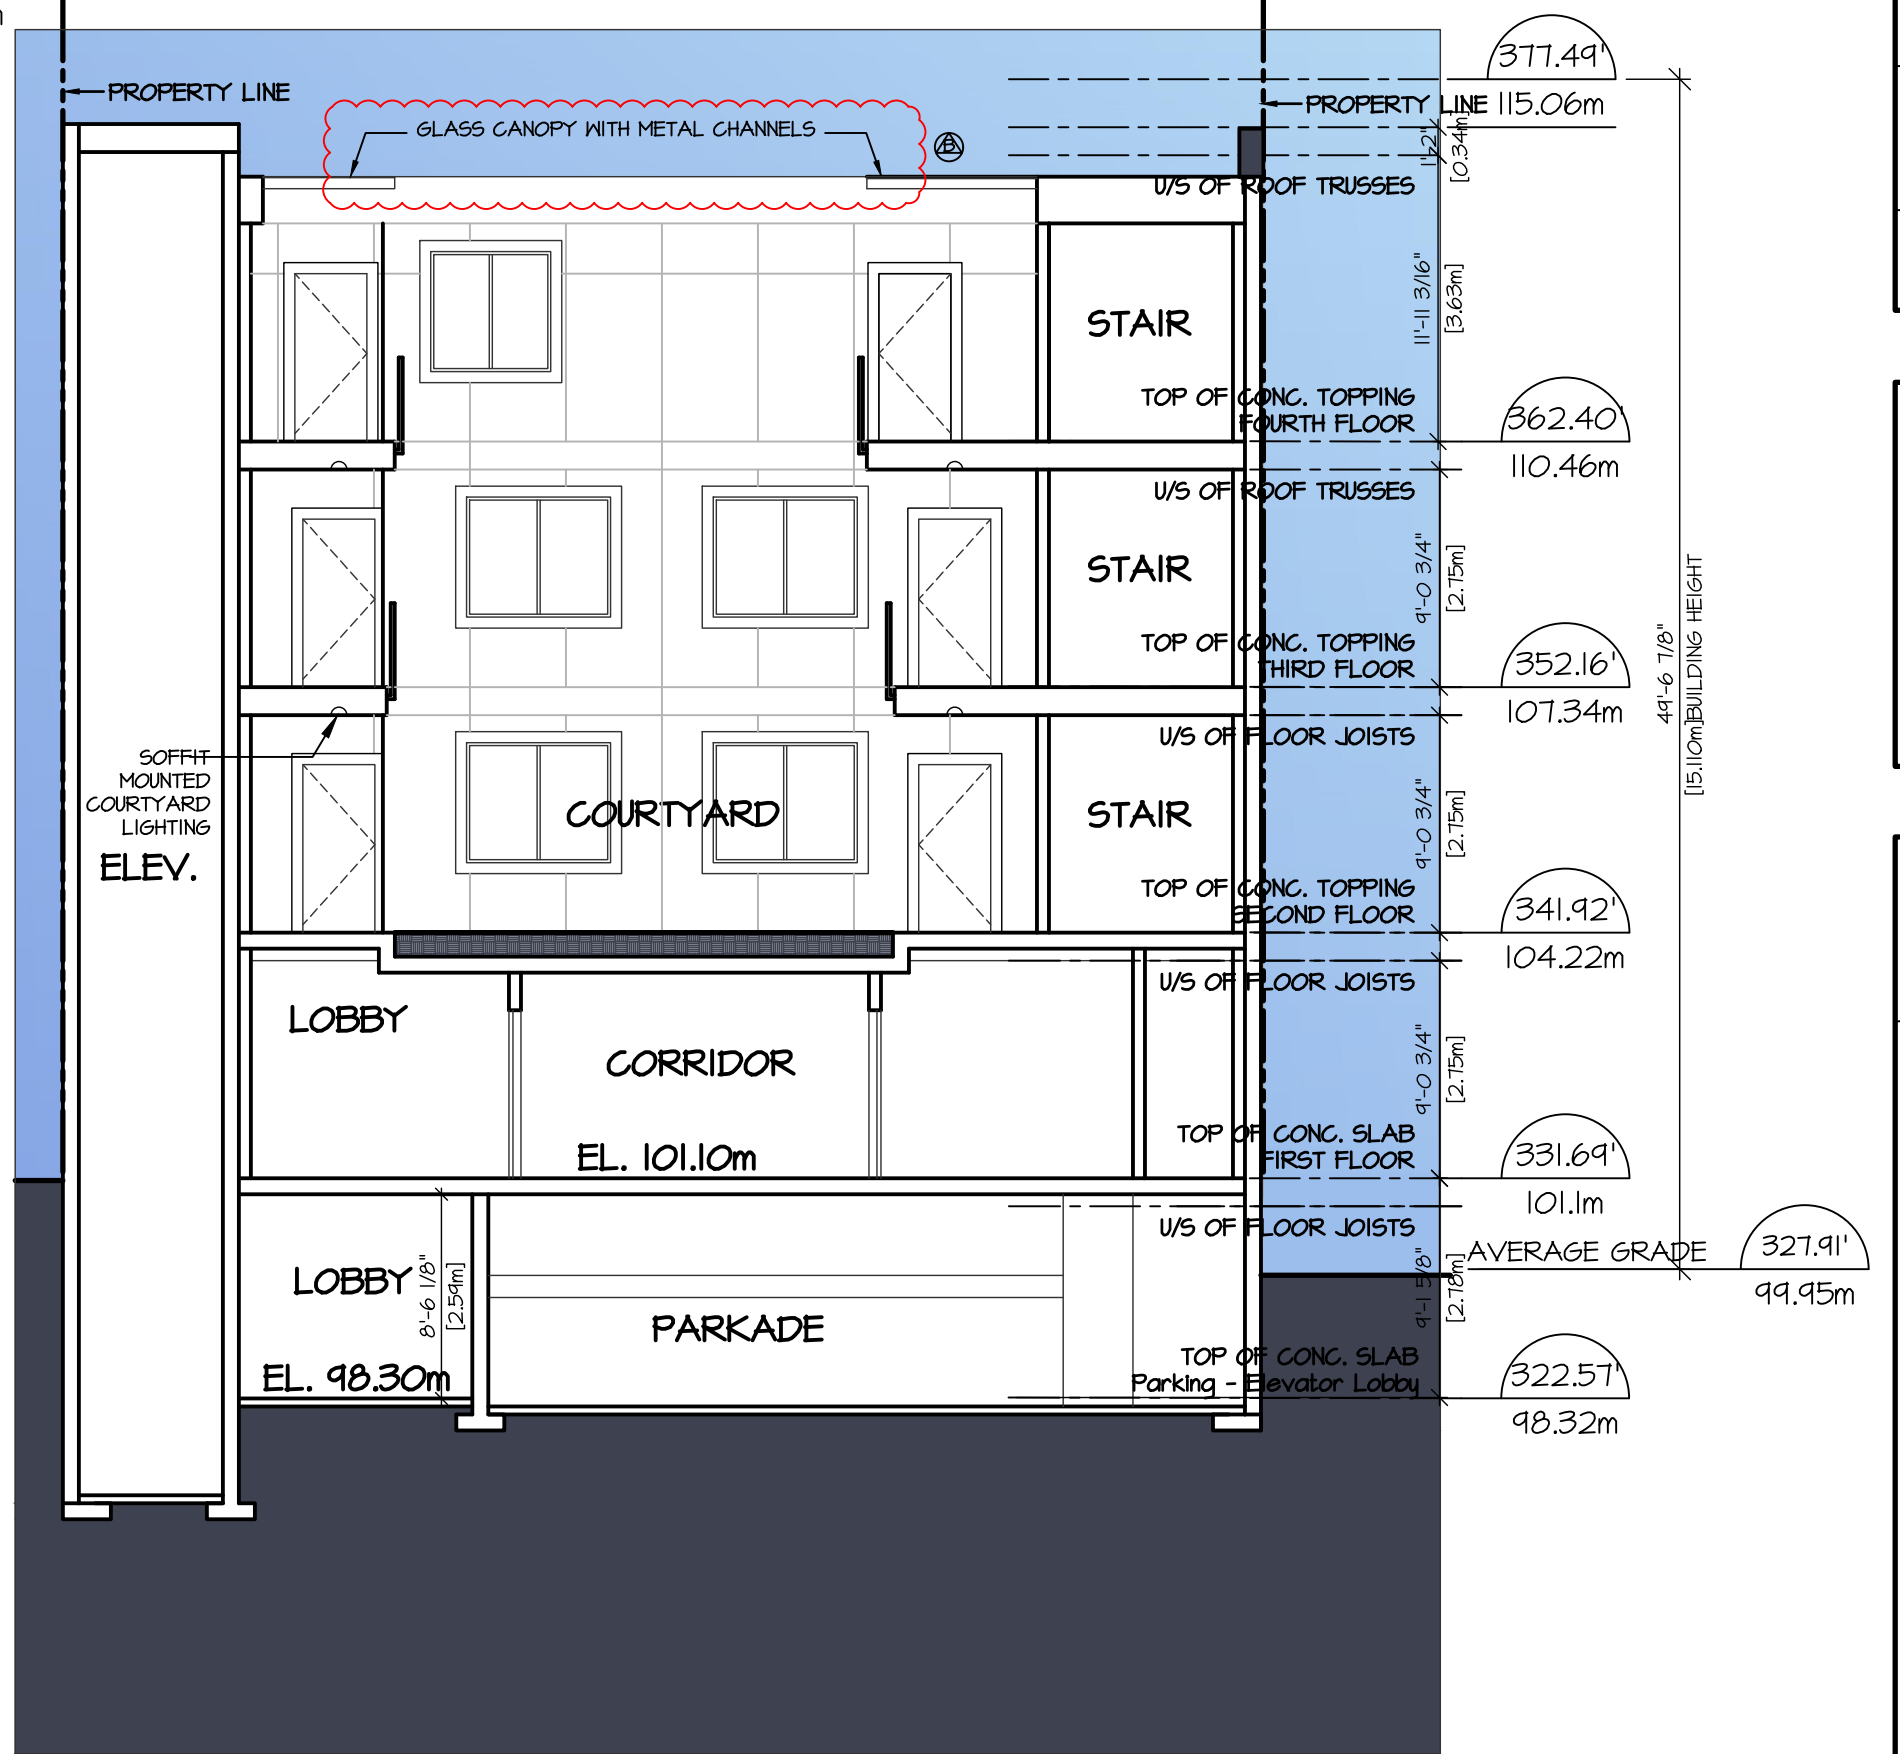 377.49'
PROPERTY LINE
PROPERTY LINE
115.06m
GLASS CANOPY WITH METAL CHANNELS
B
1'-2"
[0.34m]
U/S OF ROOF TRUSSES
11'-11 3/16"
[3.63m]
STAIR
TOP OF CONC. TOPPING
FOURTH FLOOR
362.40'
110.46m
U/S OF ROOF TRUSSES
9'-0 3/4"
[2.75m]
STAIR
TOP OF CONC. TOPPING
THIRD FLOOR
352.16'
107.34m
49'-6 7/8"
[15.110m]BUILDING HEIGHT
U/S OF FLOOR JOISTS
SOFFIT
MOUNTED
COURTYARD
LIGHTING
ELEV.
COURTYARD
STAIR
9'-0 3/4"
[2.75m]
TOP OF CONC. TOPPING
SECOND FLOOR
341.92'
104.22m
U/S OF FLOOR JOISTS
LOBBY
CORRIDOR
EL. 101.10m
9'-0 3/4"
[2.75m]
TOP OF CONC. SLAB
FIRST FLOOR
331.69'
101.1m
U/S OF FLOOR JOISTS
AVERAGE GRADE
327.91'
99.95m
LOBBY
8'-6 1/8"
[2.59m]
PARKADE
9'-1 5/8"
[2.78m]
EL. 98.30m
TOP OF CONC. SLAB
Parking - Elevator Lobby
322.57'
98.32m